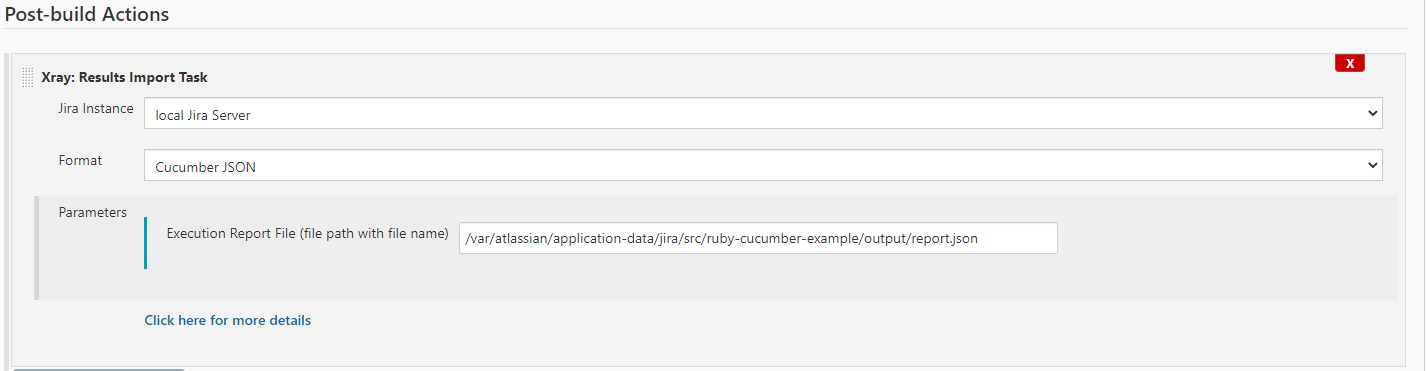 Post-build Actions
X
Xray: Results Import Task
Jira Instance
local Jira Server
Format
Cucumber JSON
Parameters
Execution Report File (file path with file name)
/var/atlassian/application-data/jira/src/ruby-cucumber-example/output/report.json
Click here for more details